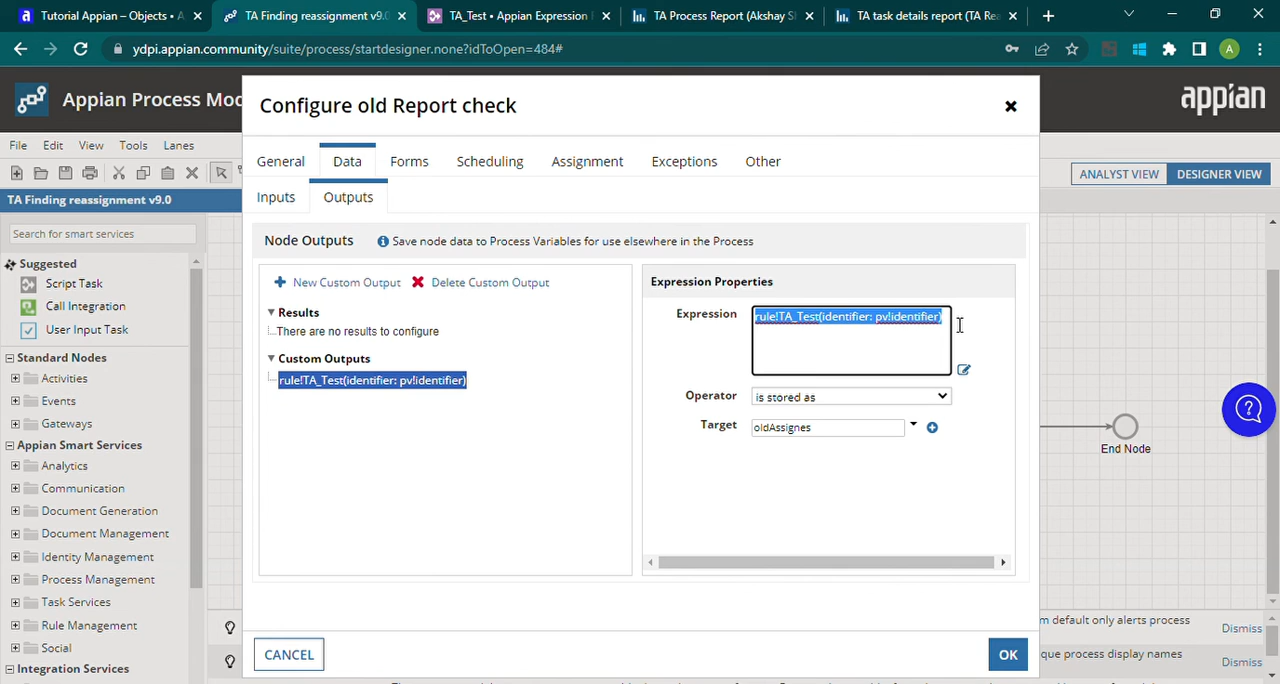 Tutorial Appian – Objects • A
TA Finding reassignment v9.0
TA_Test • Appian Expression
TA Process Report (Akshay S
TA task details report (TA Rea
ydpi.appian.community/suite/process/startdesigner.none?idToOpen=484#
A
Appian Process Mod
appian
Configure old Report check
File Edit View Tools Lanes
General Data Forms Scheduling Assignment Exceptions Other
ANALYST VIEW DESIGNER VIEW
TA Finding reassignment v9.0
Inputs Outputs
Search for smart services
Node Outputs Save node data to Process Variables for use elsewhere in the Process
Suggested
Script Task
Call Integration
User Input Task
Standard Nodes
Activities
Events
Gateways
Appian Smart Services
Analytics
Communication
Document Generation
Document Management
Identity Management
Process Management
Task Services
Rule Management
Social
Integration Services
New Custom Output Delete Custom Output
Results
There are no results to configure
Custom Outputs
rule!TA_Test(identifier: pv!identifier)
Expression Properties
Expression rule!TA_Test(identifier: pv!identifier)
Operator is stored as
Target oldAssignes
End Node
CANCEL
OK
m default only alerts process
Dismiss
que process display names
Dismiss